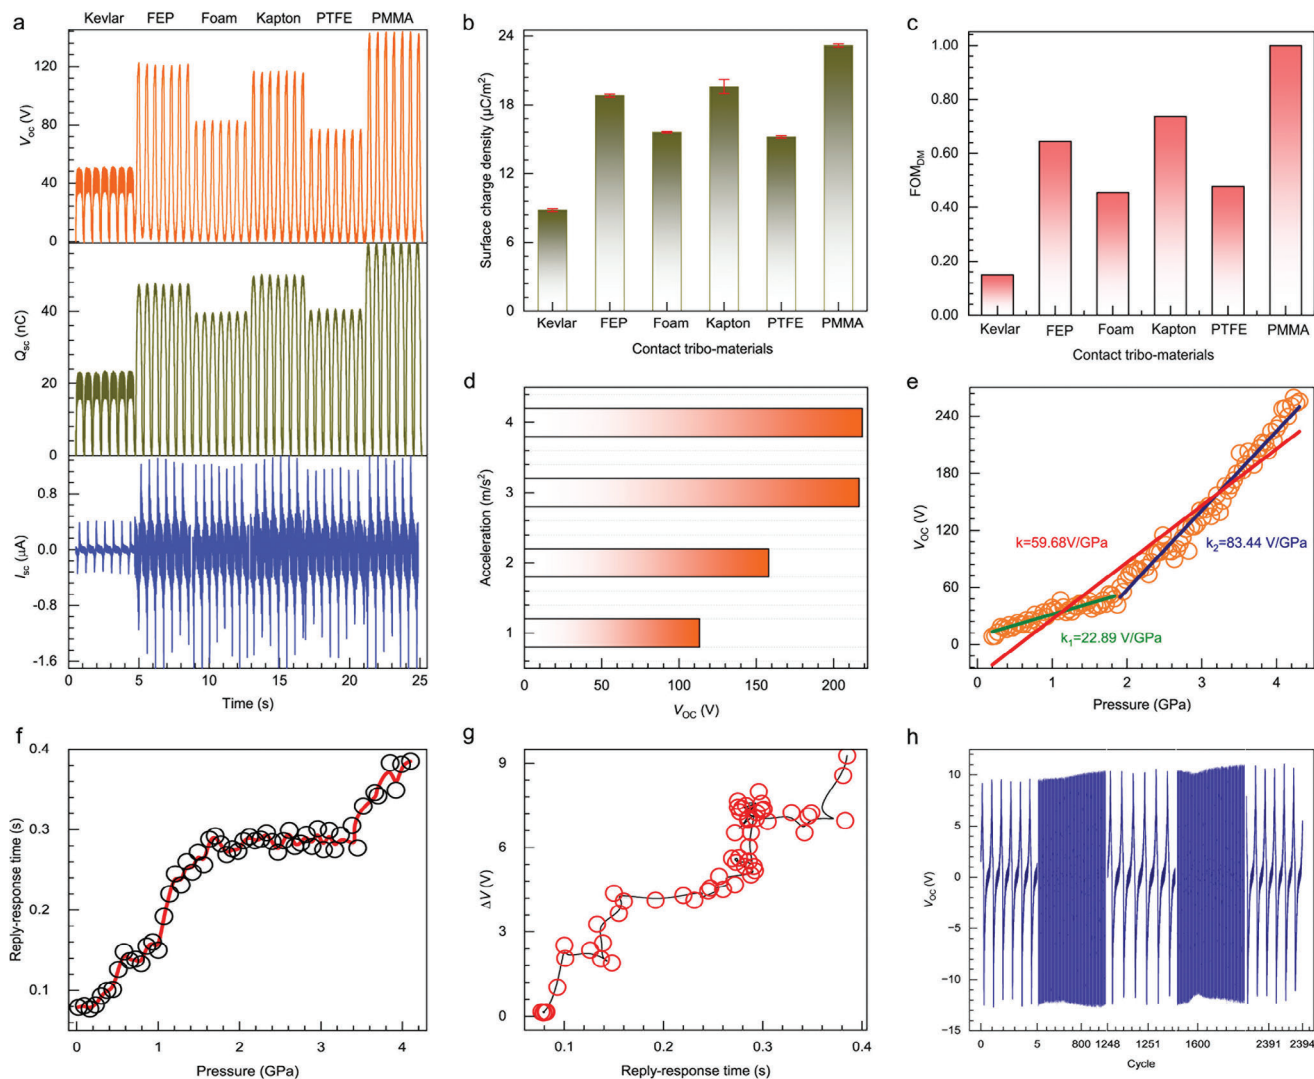 a
Kevlar FEP Foam Kapton PTFE PMMA
120
80
40
0
Voc (V)
40
20
0
Qsc (nC)
0.8
0.0
−0.8
−1.6
Isc (µA)
0 5 10 15 20 25
Time (s)
b
24
18
12
6
0
Surface charge density (µC/m²)
Kevlar FEP Foam Kapton PTFE PMMA
Contact tribo-materials
c
1.00
0.80
0.60
0.40
0.20
0.00
FOM_DM
Kevlar FEP Foam Kapton PTFE PMMA
Contact tribo-materials
d
4
3
2
1
Acceleration (m/s²)
0 50 100 150 200
V_OC (V)
e
240
180
120
60
0
V_OC (V)
k=59.68V/GPa
k₂=83.44 V/GPa
k₁=22.89 V/GPa
0 1 2 3 4
Pressure (GPa)
f
0.4
0.3
0.2
0.1
Reply-response time (s)
0 1 2 3 4
Pressure (GPa)
g
9
6
3
0
ΔV (V)
0.1 0.2 0.3 0.4
Reply-response time (s)
h
10
5
0
−5
−10
−15
V_OC (V)
0 5 800 1248 1251 1600 2391 2394
Cycle